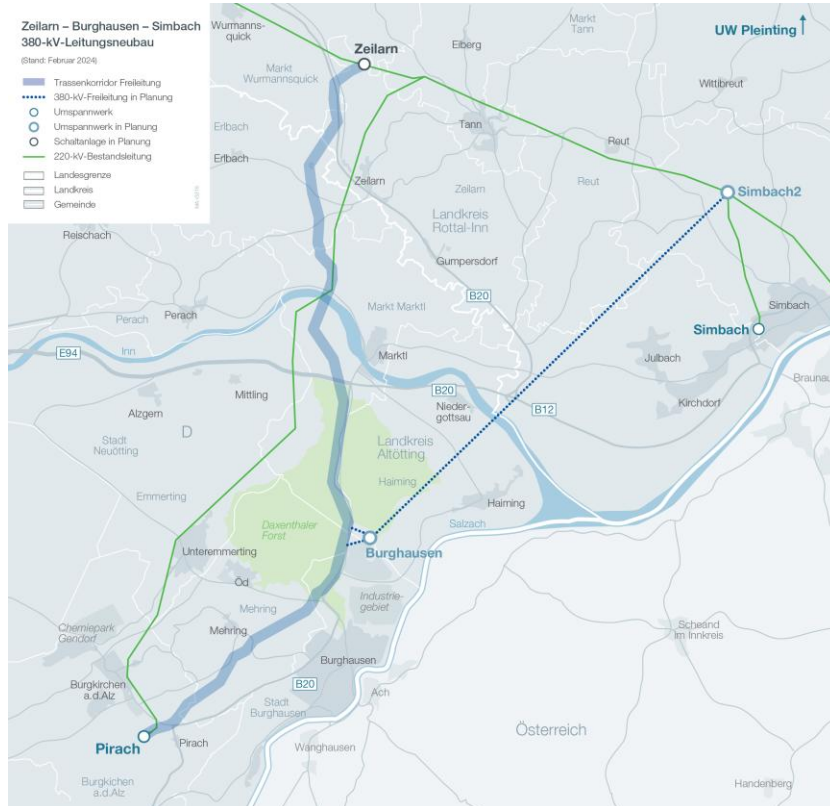 Zeilarn – Burghausen – Simbach
380-kV-Leitungsneubau
(Stand: Februar 2024)
Trassenkorridor Freileitung
380-kV-Freileitung in Planung
Umspannwerk
Umspannwerk in Planung
Schaltanlage in Planung
220-kV-Bestandsleitung
Landesgrenze
Landkreis
Gemeinde
Wurmanns-
quick
Markt
Wurmannsquick
Zeilarn
Elberg
Markt
Tann
UW Pleinting
Wittibreut
Erlbach
Erlbach
Tann
Reut
Zeilarn
Zeilarn
Reut
Simbach2
Landkreis
Rottal-Inn
Reischach
Gumpersdorf
B20
Perach
Perach
Markt Marktl
Simbach
Simbach
E94
Inn
Marktl
Julbach
Braunau
Mittling
B20
Nieder-
gottsau
B12
Kirchdorf
Alzgern
D
Stadt
Neuötting
Landkreis
Altötting
Haiming
Emmerting
Haiming
Daxenthaler
Forst
Salzach
Unteremmerting
Burghausen
Öd
Mehring
Industrie-
gebiet
Chemiepark
Gendorf
Mehring
Scheand
im Innkreis
Burghausen
Burgkirchen
a.d.Alz
B20
Ach
Stadt
Burghausen
Österreich
Pirach
Pirach
Wanghausen
Burgkichen
a.d.Alz
Handenberg